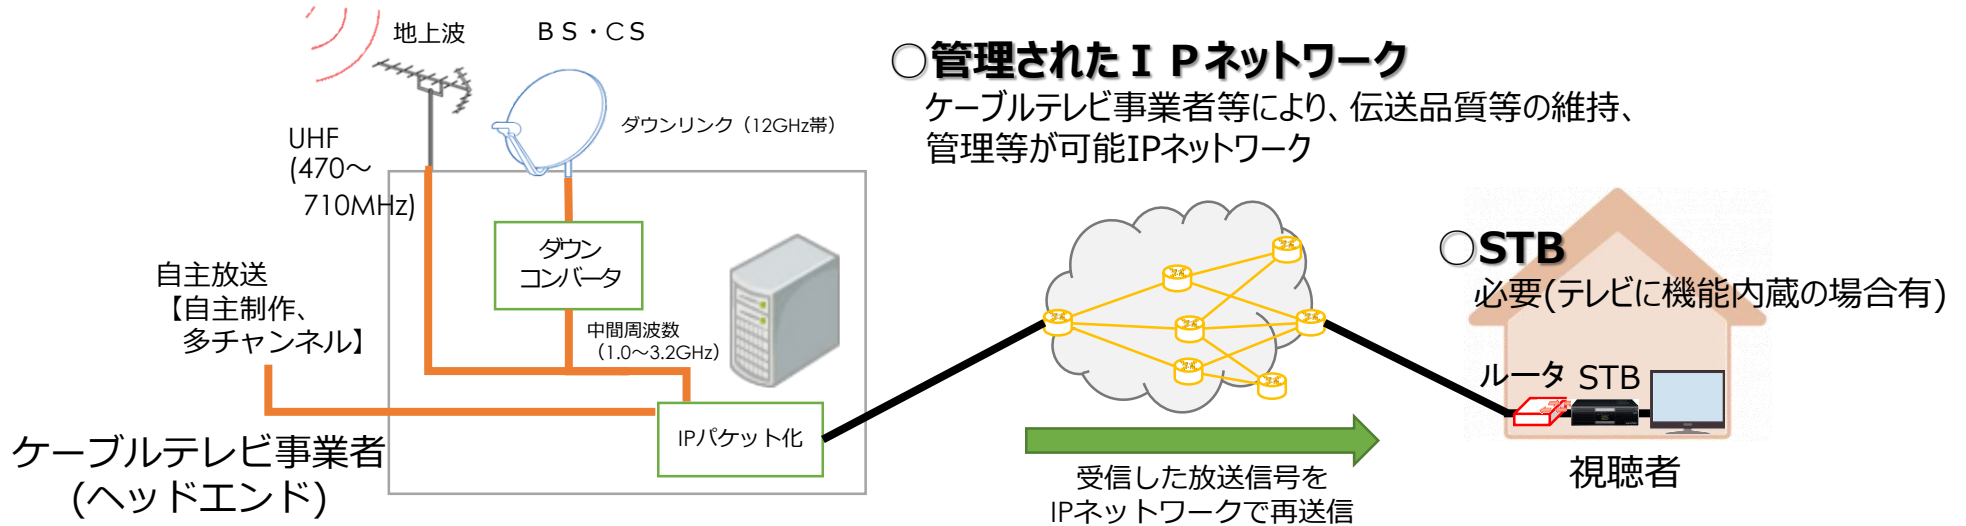 地上波
ＢＳ・ＣＳ
UHF
(470～
710MHz)
ダウンリンク（12GHz帯）
ダウン
コンバータ
自主放送
【自主制作、
多チャンネル】
中間周波数
（1.0～3.2GHz）
IPパケット化
ケーブルテレビ事業者
(ヘッドエンド)
○管理されたＩＰネットワーク
ケーブルテレビ事業者等により、伝送品質等の維持、
管理等が可能IPネットワーク
受信した放送信号を
IPネットワークで再送信
○STB
必要(テレビに機能内蔵の場合有)
ルータ STB
視聴者